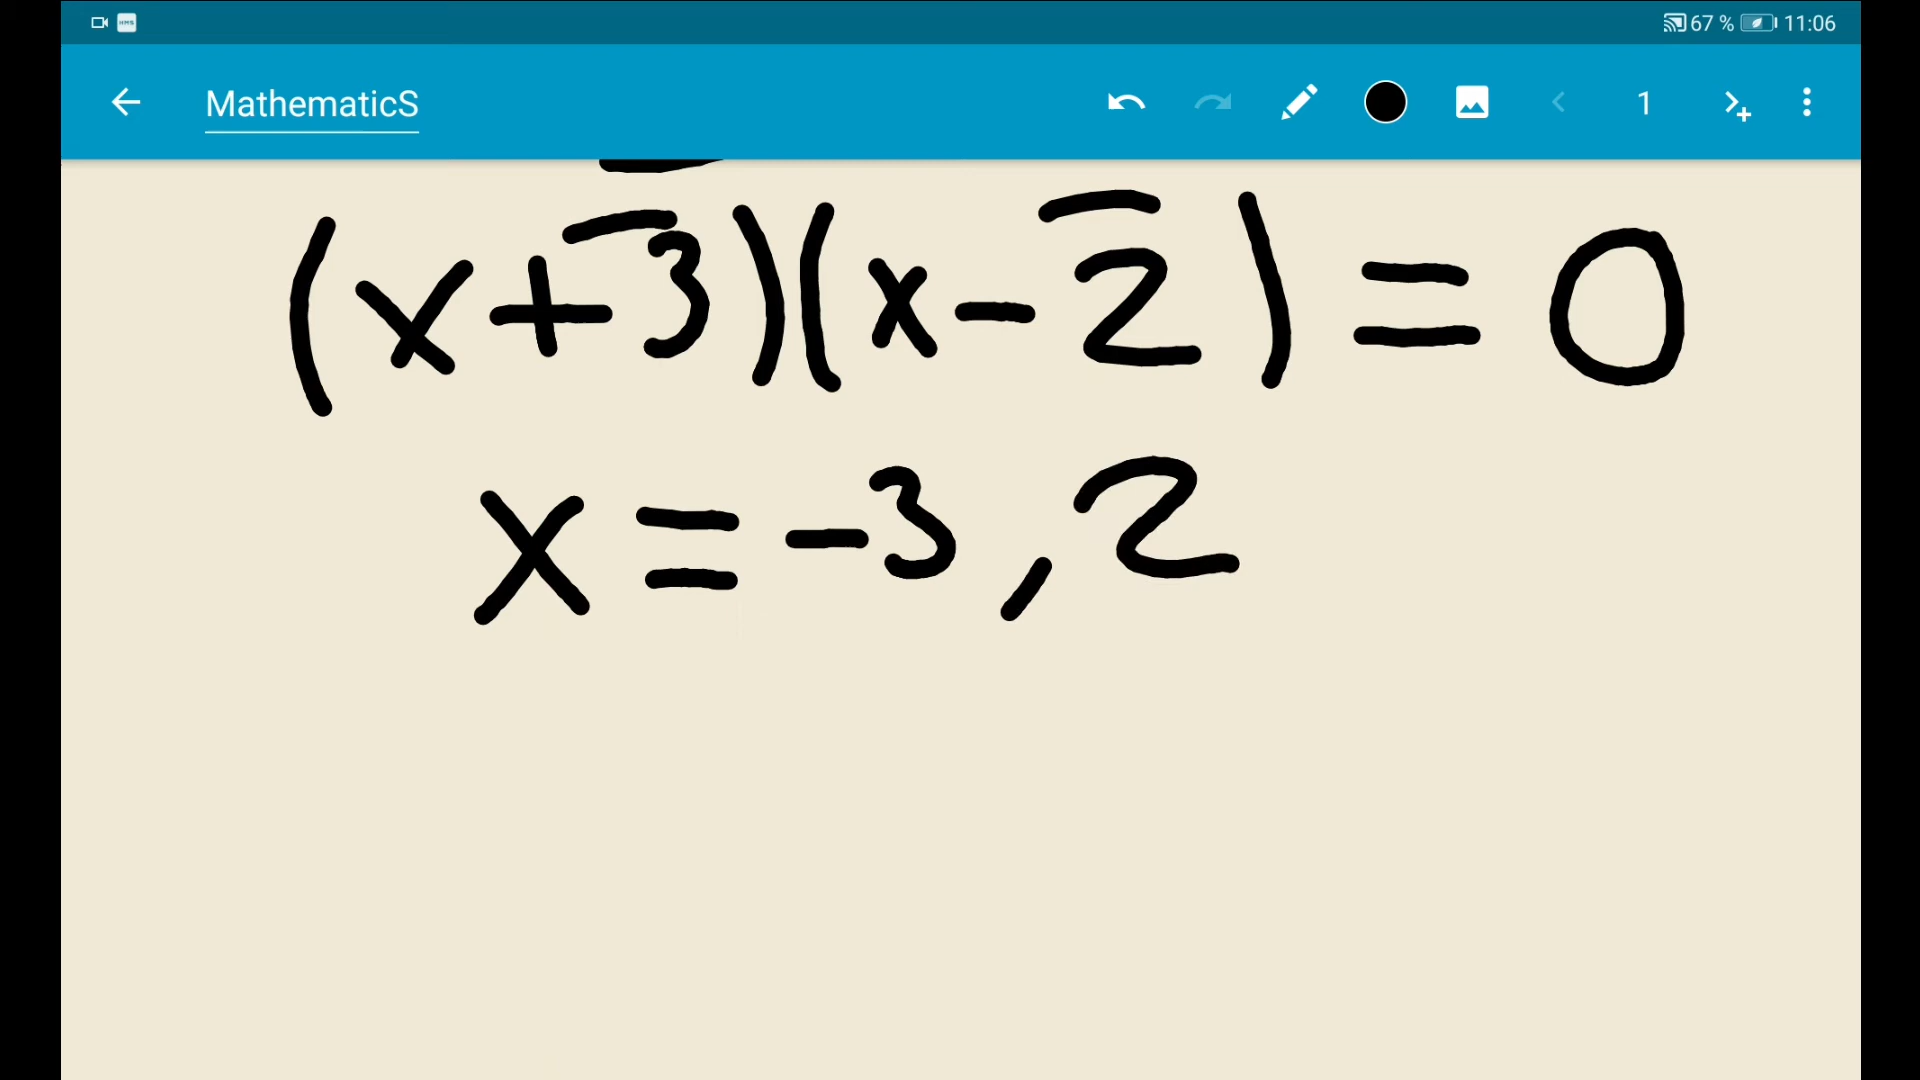 67 % 11:06
MathematicS 1
(x+3)(x-2)=0
x=-3,2